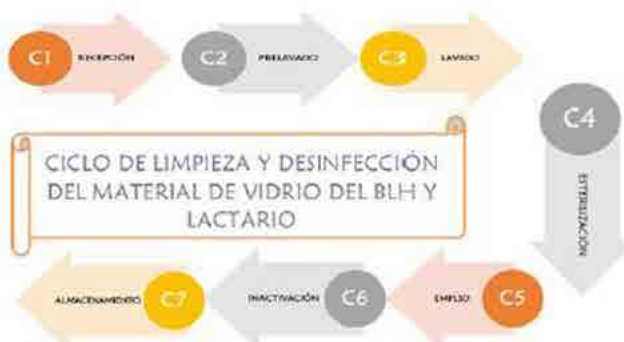 C1
RECEPCIÓN
C2
PRELAVADO
C3
LAVADO
C4
ESTERILIZACIÓN
CICLO DE LIMPIEZA Y DESINFECCIÓN
DEL MATERIAL DE VIDRIO DEL BLH Y
LACTARIO
C5
EMPLEO
C6
INACTIVACIÓN
C7
ALMACENAMIENTO